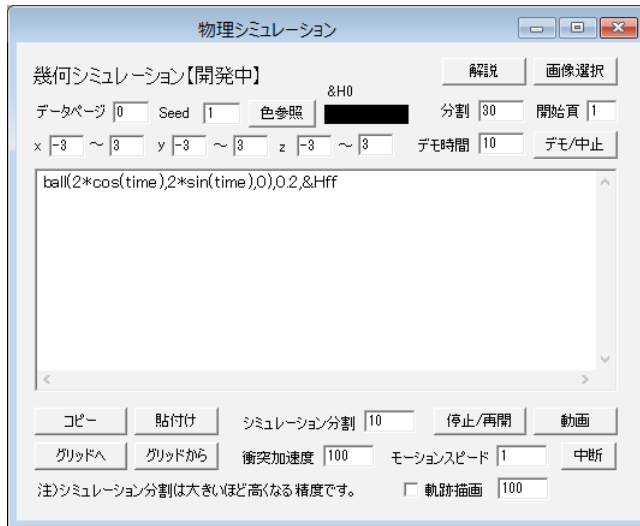 物理シミュレーション
幾何シミュレーション【開発中】 解説 画像選択
&H0
データページ 0 Seed 1 色参照 分割 30 開始頁 1
x -3 ～ 3 y -3 ～ 3 z -3 ～ 3 デモ時間 10 デモ/中止
ball(2*cos(time),2*sin(time),0),0.2,&Hff
コピー 貼付け シミュレーション分割 10 停止/再開 動画
グリッドへ グリッドから 衝突加速度 100 モーションスピード 1 中断
注)シミュレーション分割は大きいほど高くなる精度です。 軌跡描画 100